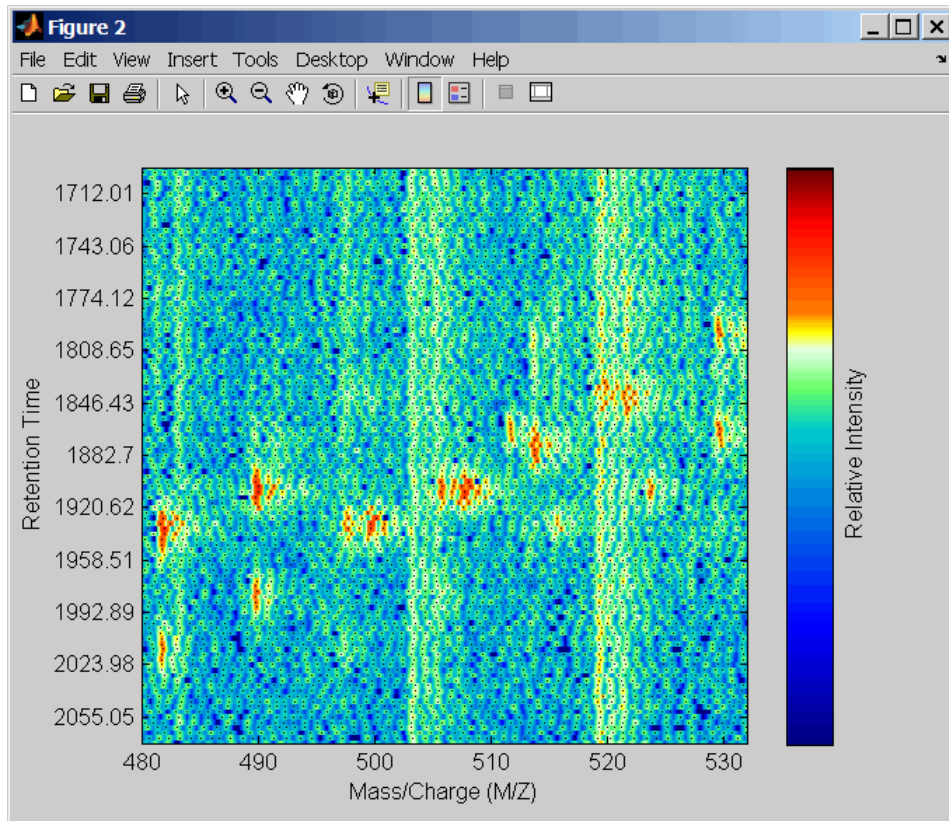 Figure 2
File Edit View Insert Tools Desktop Window Help
1712.01
1743.06
1774.12
1808.65
1846.43
1882.7
1920.62
1958.51
1992.89
2023.98
2055.05
Retention Time
480 490 500 510 520 530
Mass/Charge (M/Z)
Relative Intensity